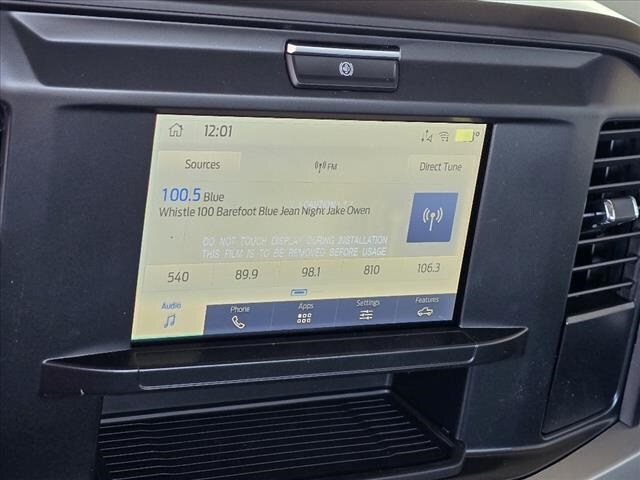 12:01
Sources
FM
Direct Tune
100.5 Blue
Whistle 100 Barefoot Blue Jean Night Jake Owen
CAUTION!
DO NOT TOUCH DISPLAY DURING INSTALLATION
THIS FILM IS TO BE REMOVED BEFORE USAGE
540 89.9 98.1 810 106.3
Audio Phone Apps Settings Features